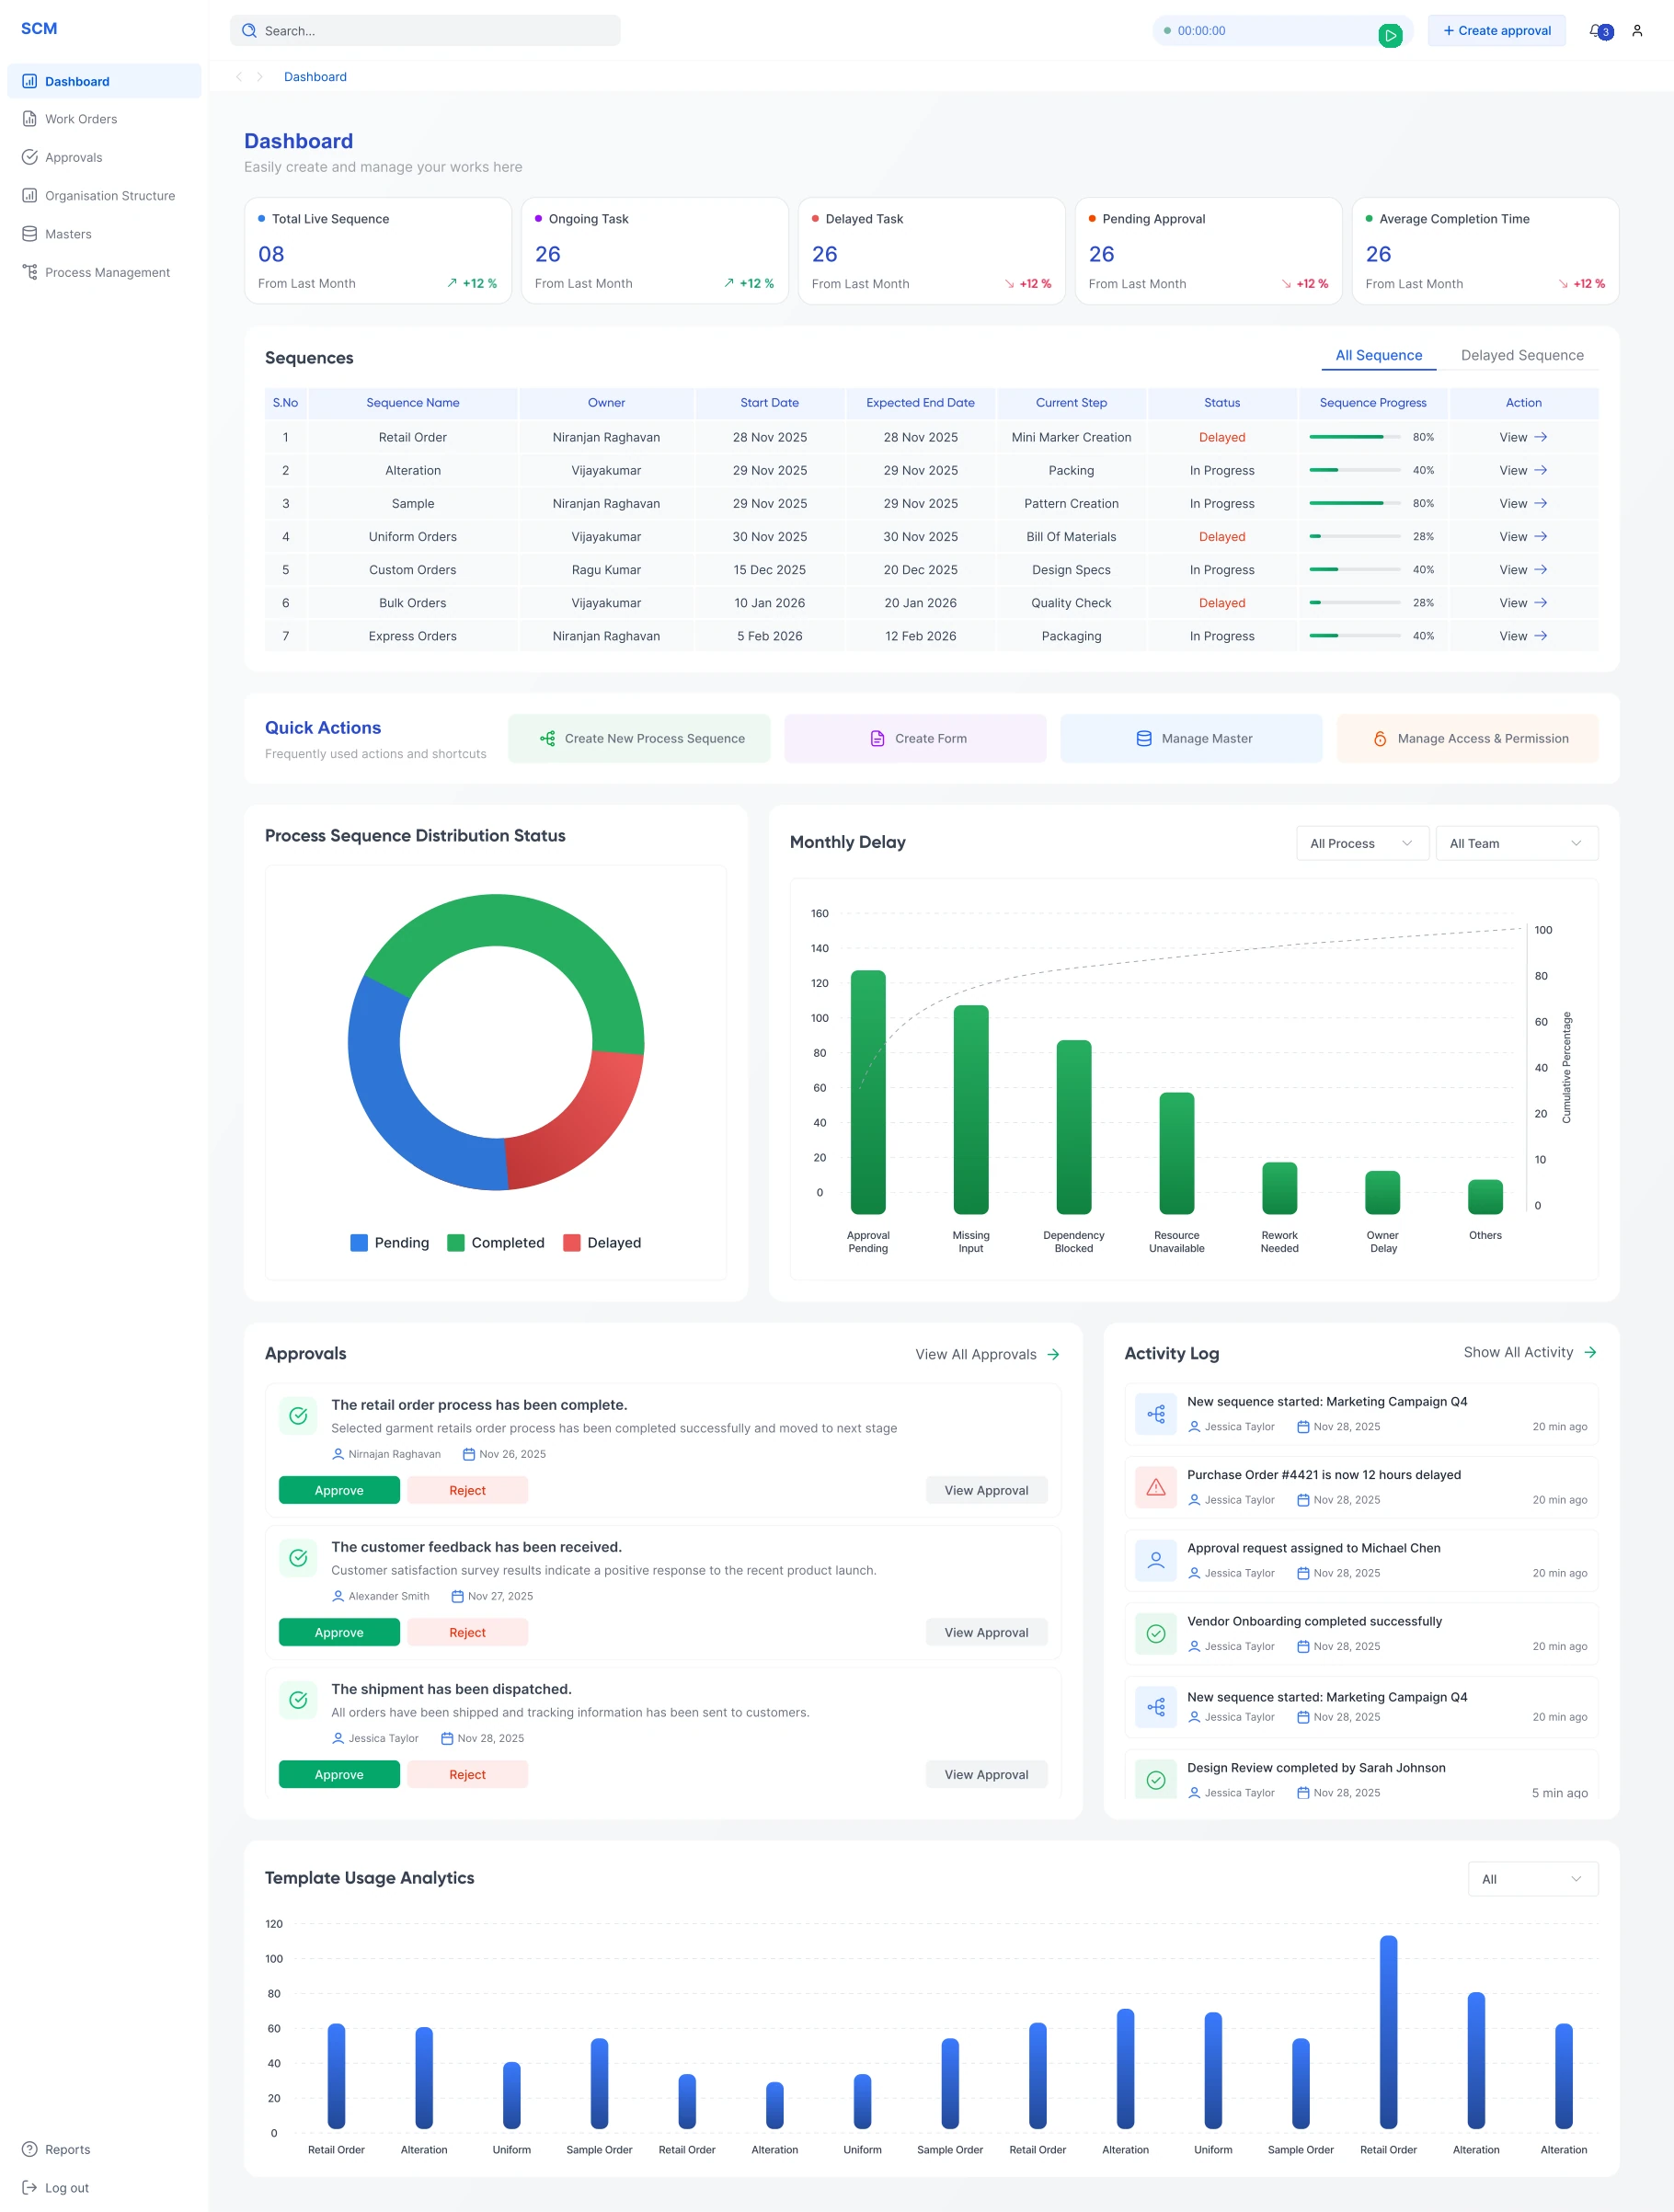 SCM
Search...
00:00:00
+ Create approval
3
Dashboard
Work Orders
Approvals
Organisation Structure
Masters
Process Management
Reports
Log out
Dashboard
Dashboard
Easily create and manage your works here
Total Live Sequence
08
From Last Month +12 %
Ongoing Task
26
From Last Month +12 %
Delayed Task
26
From Last Month +12 %
Pending Approval
26
From Last Month +12 %
Average Completion Time
26
From Last Month +12 %
Sequences
All Sequence Delayed Sequence
S.No Sequence Name Owner Start Date Expected End Date Current Step Status Sequence Progress Action
1 Retail Order Niranjan Raghavan 28 Nov 2025 28 Nov 2025 Mini Marker Creation Delayed 80% View
2 Alteration Vijayakumar 29 Nov 2025 29 Nov 2025 Packing In Progress 40% View
3 Sample Niranjan Raghavan 29 Nov 2025 29 Nov 2025 Pattern Creation In Progress 80% View
4 Uniform Orders Vijayakumar 30 Nov 2025 30 Nov 2025 Bill Of Materials Delayed 28% View
5 Custom Orders Ragu Kumar 15 Dec 2025 20 Dec 2025 Design Specs In Progress 40% View
6 Bulk Orders Vijayakumar 10 Jan 2026 20 Jan 2026 Quality Check Delayed 28% View
7 Express Orders Niranjan Raghavan 5 Feb 2026 12 Feb 2026 Packaging In Progress 40% View
Quick Actions
Frequently used actions and shortcuts
Create New Process Sequence
Create Form
Manage Master
Manage Access & Permission
Process Sequence Distribution Status
Pending Completed Delayed
Monthly Delay
All Process
All Team
160
140
120
100
80
60
40
20
0
100
80
60
40
20
10
0
Cumulative Percentage
Approval
Pending
Missing
Input
Dependency
Blocked
Resource
Unavailable
Rework
Needed
Owner
Delay
Others
Approvals
View All Approvals
The retail order process has been complete.
Selected garment retails order process has been completed successfully and moved to next stage
Nirnajan Raghavan Nov 26, 2025
Approve Reject View Approval
The customer feedback has been received.
Customer satisfaction survey results indicate a positive response to the recent product launch.
Alexander Smith Nov 27, 2025
Approve Reject View Approval
The shipment has been dispatched.
All orders have been shipped and tracking information has been sent to customers.
Jessica Taylor Nov 28, 2025
Approve Reject View Approval
Activity Log
Show All Activity
New sequence started: Marketing Campaign Q4
Jessica Taylor Nov 28, 2025 20 min ago
Purchase Order #4421 is now 12 hours delayed
Jessica Taylor Nov 28, 2025 20 min ago
Approval request assigned to Michael Chen
Jessica Taylor Nov 28, 2025 20 min ago
Vendor Onboarding completed successfully
Jessica Taylor Nov 28, 2025 20 min ago
New sequence started: Marketing Campaign Q4
Jessica Taylor Nov 28, 2025 20 min ago
Design Review completed by Sarah Johnson
Jessica Taylor Nov 28, 2025 5 min ago
Template Usage Analytics
All
120
100
80
60
40
20
0
Retail Order Alteration Uniform Sample Order Retail Order Alteration Uniform Sample Order Retail Order Alteration Uniform Sample Order Retail Order Alteration Alteration